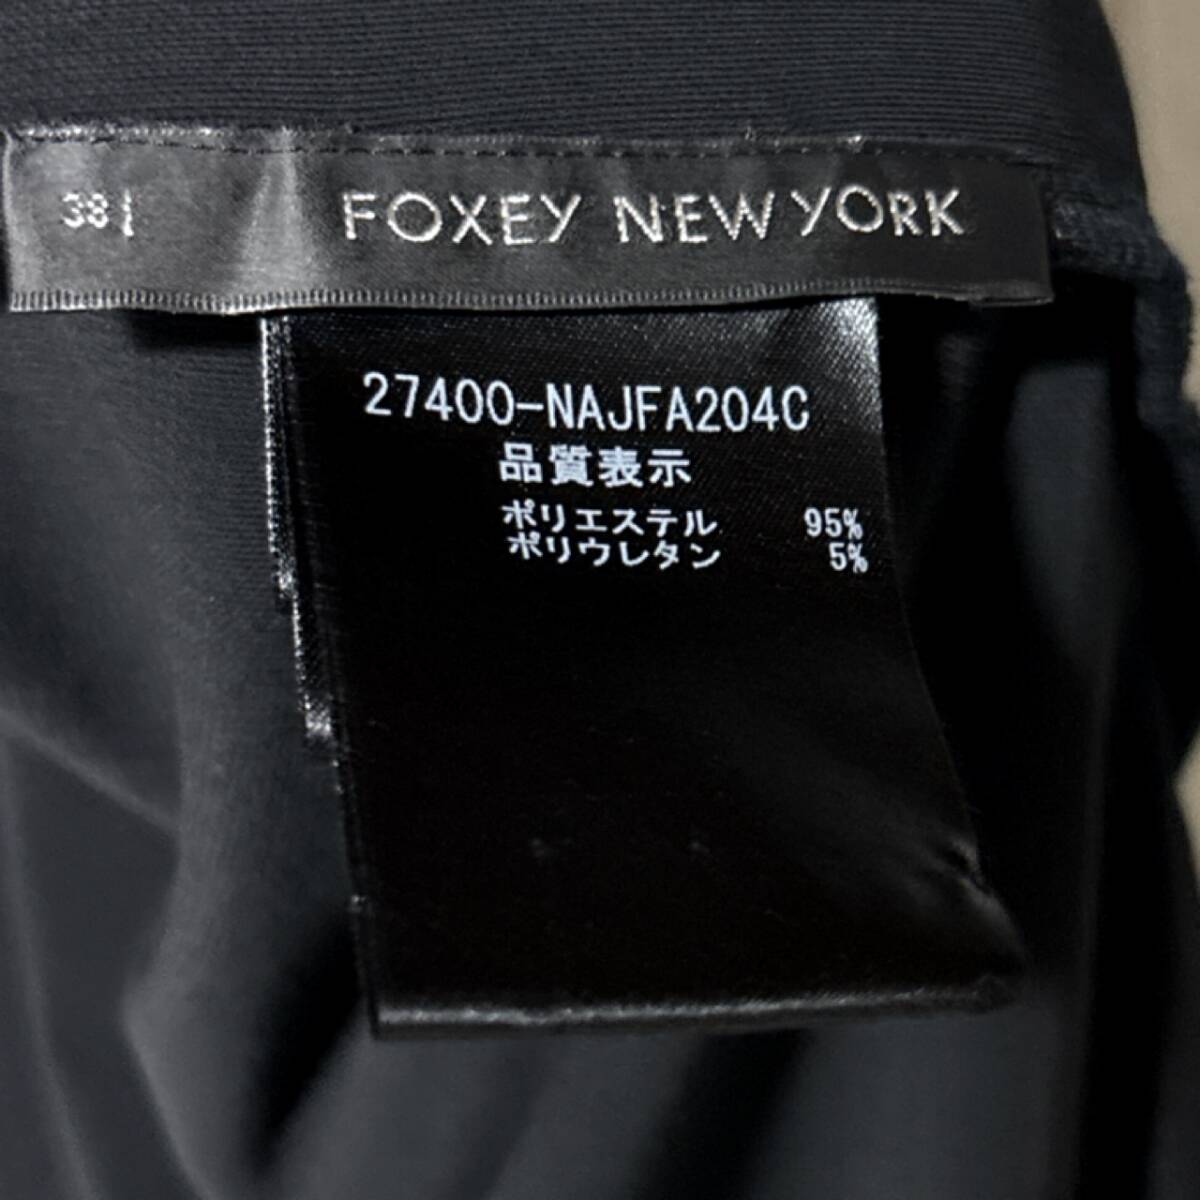 38 FOXEY NEW YORK
27400-NAJFA204C
品質表示
ポリエステル 95%
ポリウレタン 5%